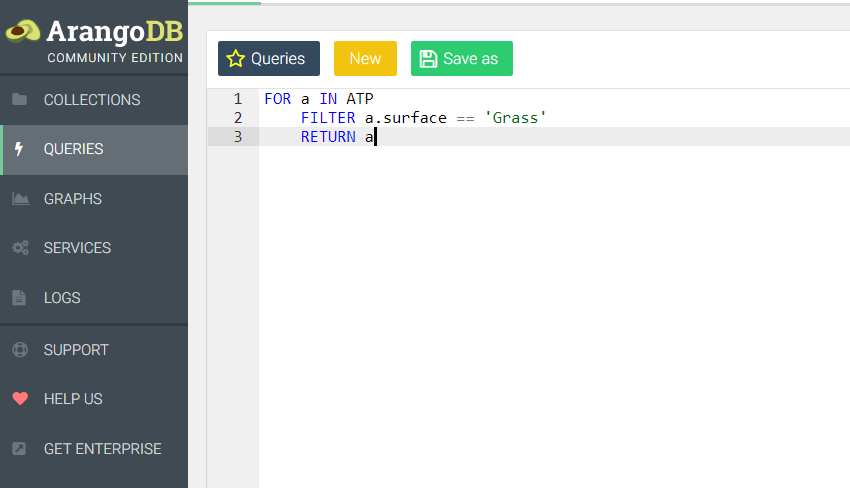 ArangoDB
COMMUNITY EDITION
COLLECTIONS
QUERIES
GRAPHS
SERVICES
LOGS
SUPPORT
HELP US
GET ENTERPRISE
Queries New Save as
1 FOR a IN ATP
2 FILTER a.surface == 'Grass'
3 RETURN a